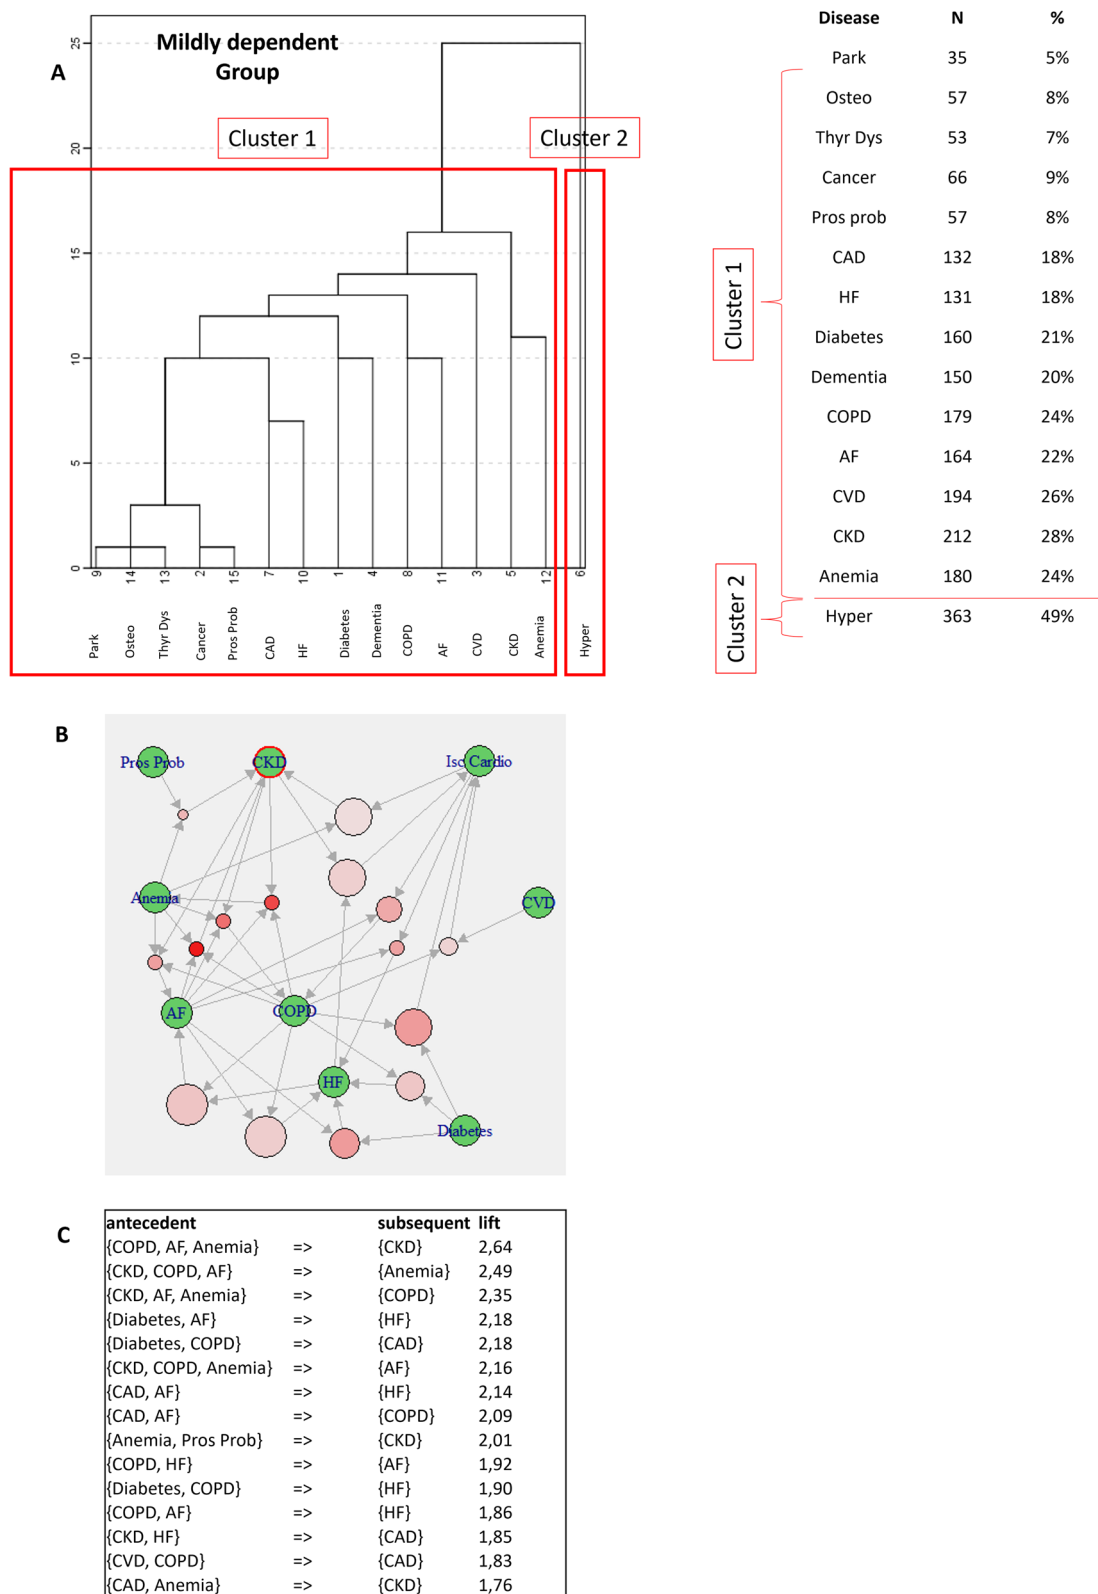 A
Mildly dependent
Group
Cluster 1
Cluster 2
25
20
15
10
5
0
9 14 13 2 15 7 10 1 4 8 11 3 5 12 6
Park Osteo Thyr Dys Cancer Pros Prob CAD HF Diabetes Dementia COPD AF CVD CKD Anemia Hyper
Disease N %
Park 35 5%
Osteo 57 8%
Thyr Dys 53 7%
Cancer 66 9%
Pros prob 57 8%
CAD 132 18%
HF 131 18%
Diabetes 160 21%
Dementia 150 20%
COPD 179 24%
AF 164 22%
CVD 194 26%
CKD 212 28%
Anemia 180 24%
Hyper 363 49%
Cluster 1
Cluster 2
B
Pros Prob CKD Isc Cardio
Anemia CVD
AF COPD
HF
Diabetes
C
antecedent subsequent lift
{COPD, AF, Anemia} => {CKD} 2,64
{CKD, COPD, AF} => {Anemia} 2,49
{CKD, AF, Anemia} => {COPD} 2,35
{Diabetes, AF} => {HF} 2,18
{Diabetes, COPD} => {CAD} 2,18
{CKD, COPD, Anemia} => {AF} 2,16
{CAD, AF} => {HF} 2,14
{CAD, AF} => {COPD} 2,09
{Anemia, Pros Prob} => {CKD} 2,01
{COPD, HF} => {AF} 1,92
{Diabetes, COPD} => {HF} 1,90
{COPD, AF} => {HF} 1,86
{CKD, HF} => {CAD} 1,85
{CVD, COPD} => {CAD} 1,83
{CAD, Anemia} => {CKD} 1,76